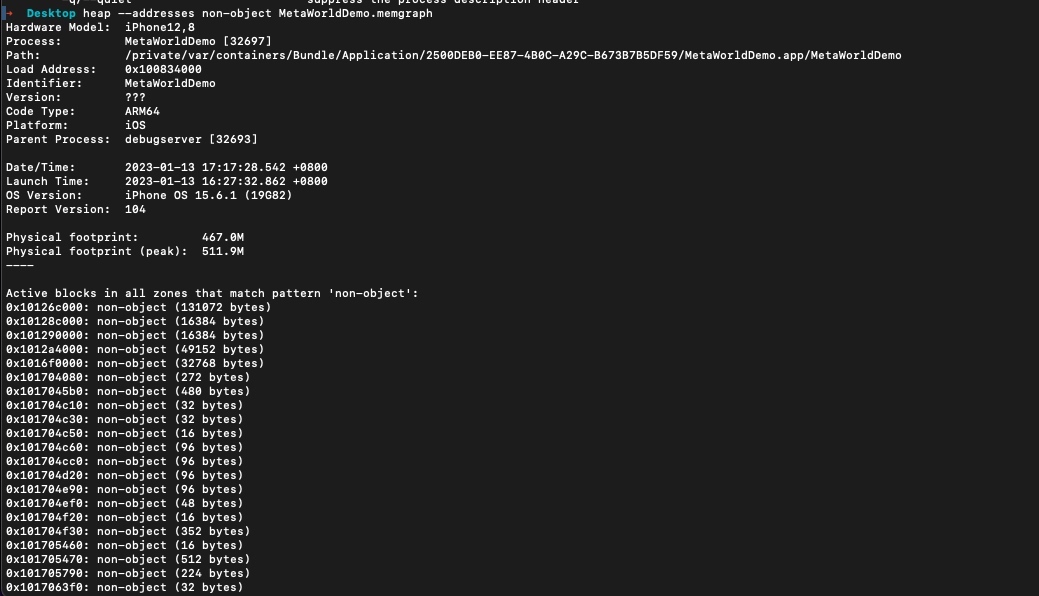 -q/--quiet suppress the process description header
→ Desktop heap --addresses non-object MetaWorldDemo.memgraph
Hardware Model: iPhone12,8
Process: MetaWorldDemo [32697]
Path: /private/var/containers/Bundle/Application/2500DEB0-EE87-4B0C-A29C-B673B7B5DF59/MetaWorldDemo.app/MetaWorldDemo
Load Address: 0x100834000
Identifier: MetaWorldDemo
Version: ???
Code Type: ARM64
Platform: iOS
Parent Process: debugserver [32693]
Date/Time: 2023-01-13 17:17:28.542 +0800
Launch Time: 2023-01-13 16:27:32.862 +0800
OS Version: iPhone OS 15.6.1 (19G82)
Report Version: 104
Physical footprint: 467.0M
Physical footprint (peak): 511.9M
----
Active blocks in all zones that match pattern 'non-object':
0x10126c000: non-object (131072 bytes)
0x10128c000: non-object (16384 bytes)
0x101290000: non-object (16384 bytes)
0x1012a4000: non-object (49152 bytes)
0x1016f0000: non-object (32768 bytes)
0x101704080: non-object (272 bytes)
0x1017045b0: non-object (480 bytes)
0x101704c10: non-object (32 bytes)
0x101704c30: non-object (32 bytes)
0x101704c50: non-object (16 bytes)
0x101704c60: non-object (96 bytes)
0x101704cc0: non-object (96 bytes)
0x101704d20: non-object (96 bytes)
0x101704e90: non-object (96 bytes)
0x101704ef0: non-object (48 bytes)
0x101704f20: non-object (16 bytes)
0x101704f30: non-object (352 bytes)
0x101705460: non-object (16 bytes)
0x101705470: non-object (512 bytes)
0x101705790: non-object (224 bytes)
0x1017063f0: non-object (32 bytes)